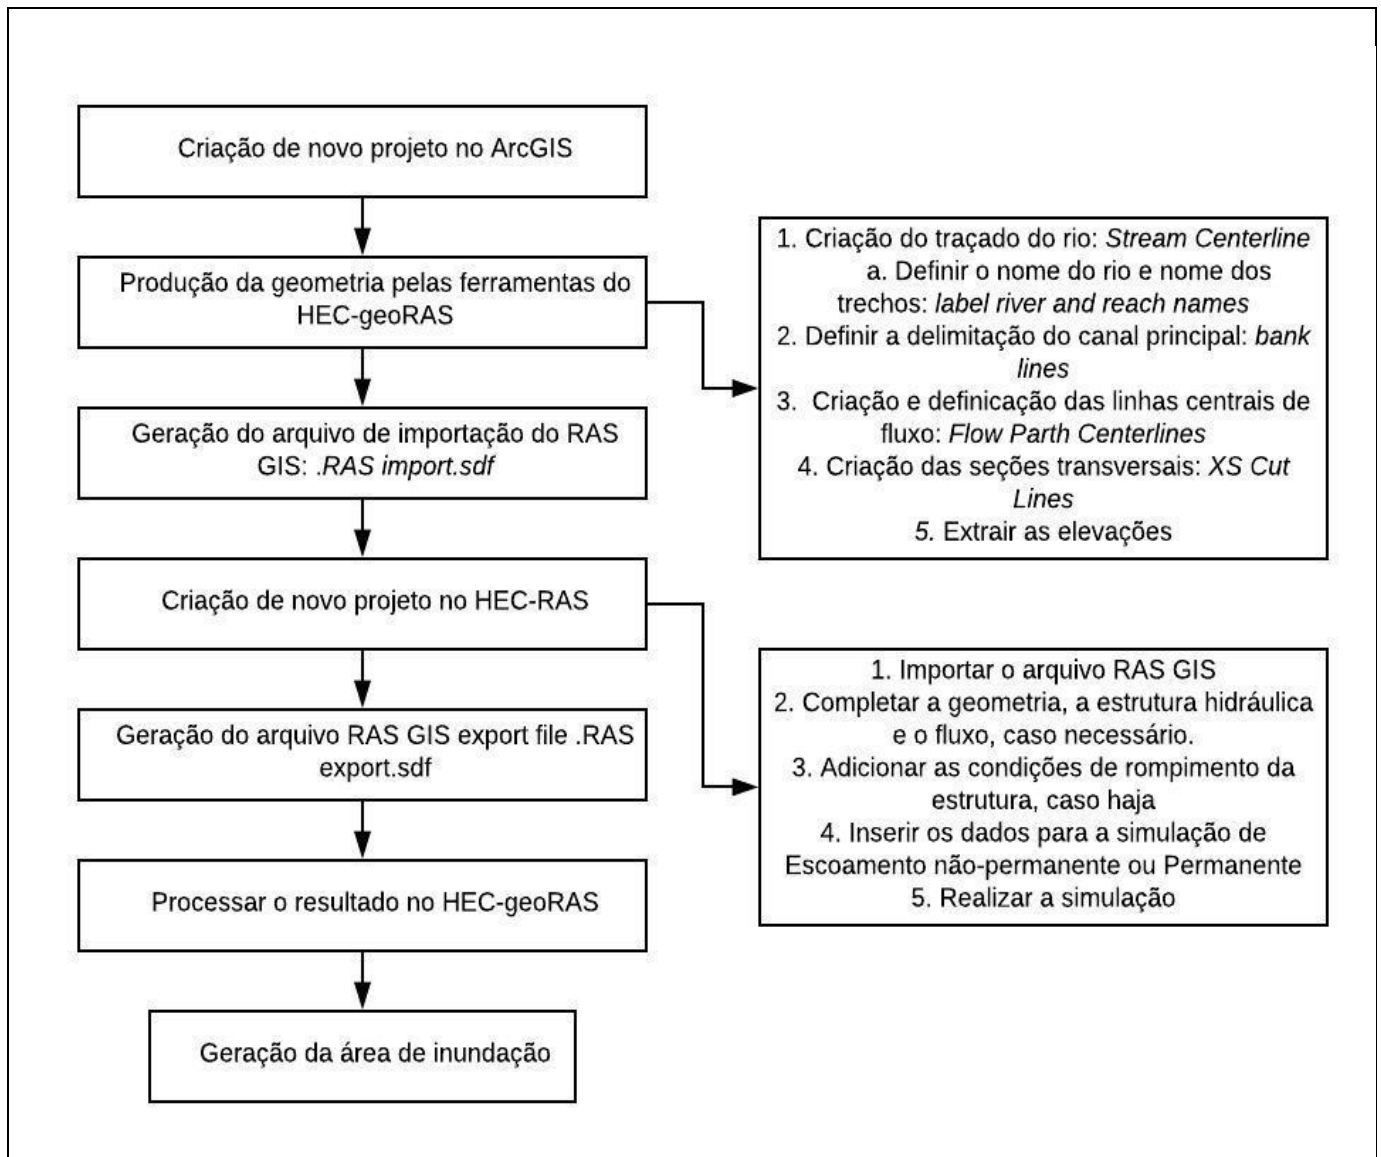 Criação de novo projeto no ArcGIS
Produção da geometria pelas ferramentas do
HEC-geoRAS
Geração do arquivo de importação do RAS
GIS: .RAS import.sdf
Criação de novo projeto no HEC-RAS
Geração do arquivo RAS GIS export file .RAS
export.sdf
Processar o resultado no HEC-geoRAS
Geração da área de inundação
1. Criação do traçado do rio: Stream Centerline
a. Definir o nome do rio e nome dos
trechos: label river and reach names
2. Definir a delimitação do canal principal: bank
lines
3. Criação e definicação das linhas centrais de
fluxo: Flow Parth Centerlines
4. Criação das seções transversais: XS Cut
Lines
5. Extrair as elevações
1. Importar o arquivo RAS GIS
2. Completar a geometria, a estrutura hidráulica
e o fluxo, caso necessário.
3. Adicionar as condições de rompimento da
estrutura, caso haja
4. Inserir os dados para a simulação de
Escoamento não-permanente ou Permanente
5. Realizar a simulação